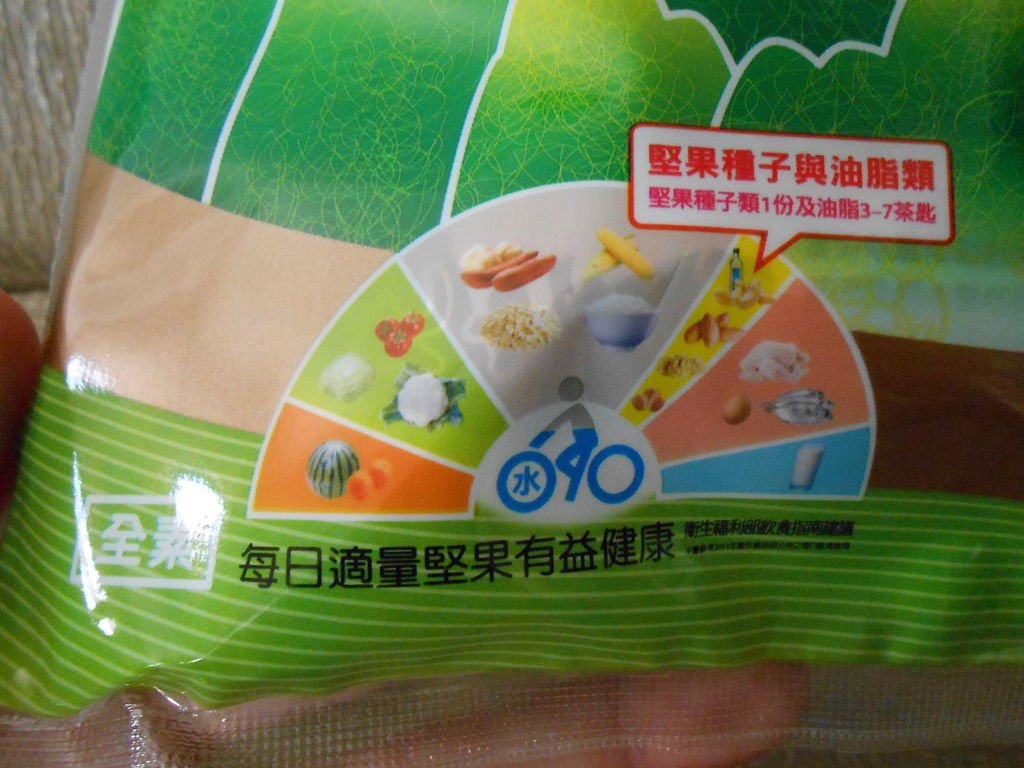 堅果種子與油脂類
堅果種子類1份及油脂3-7茶匙
水
全素
每日適量堅果有益健康
衛生福利部飲食指南建議